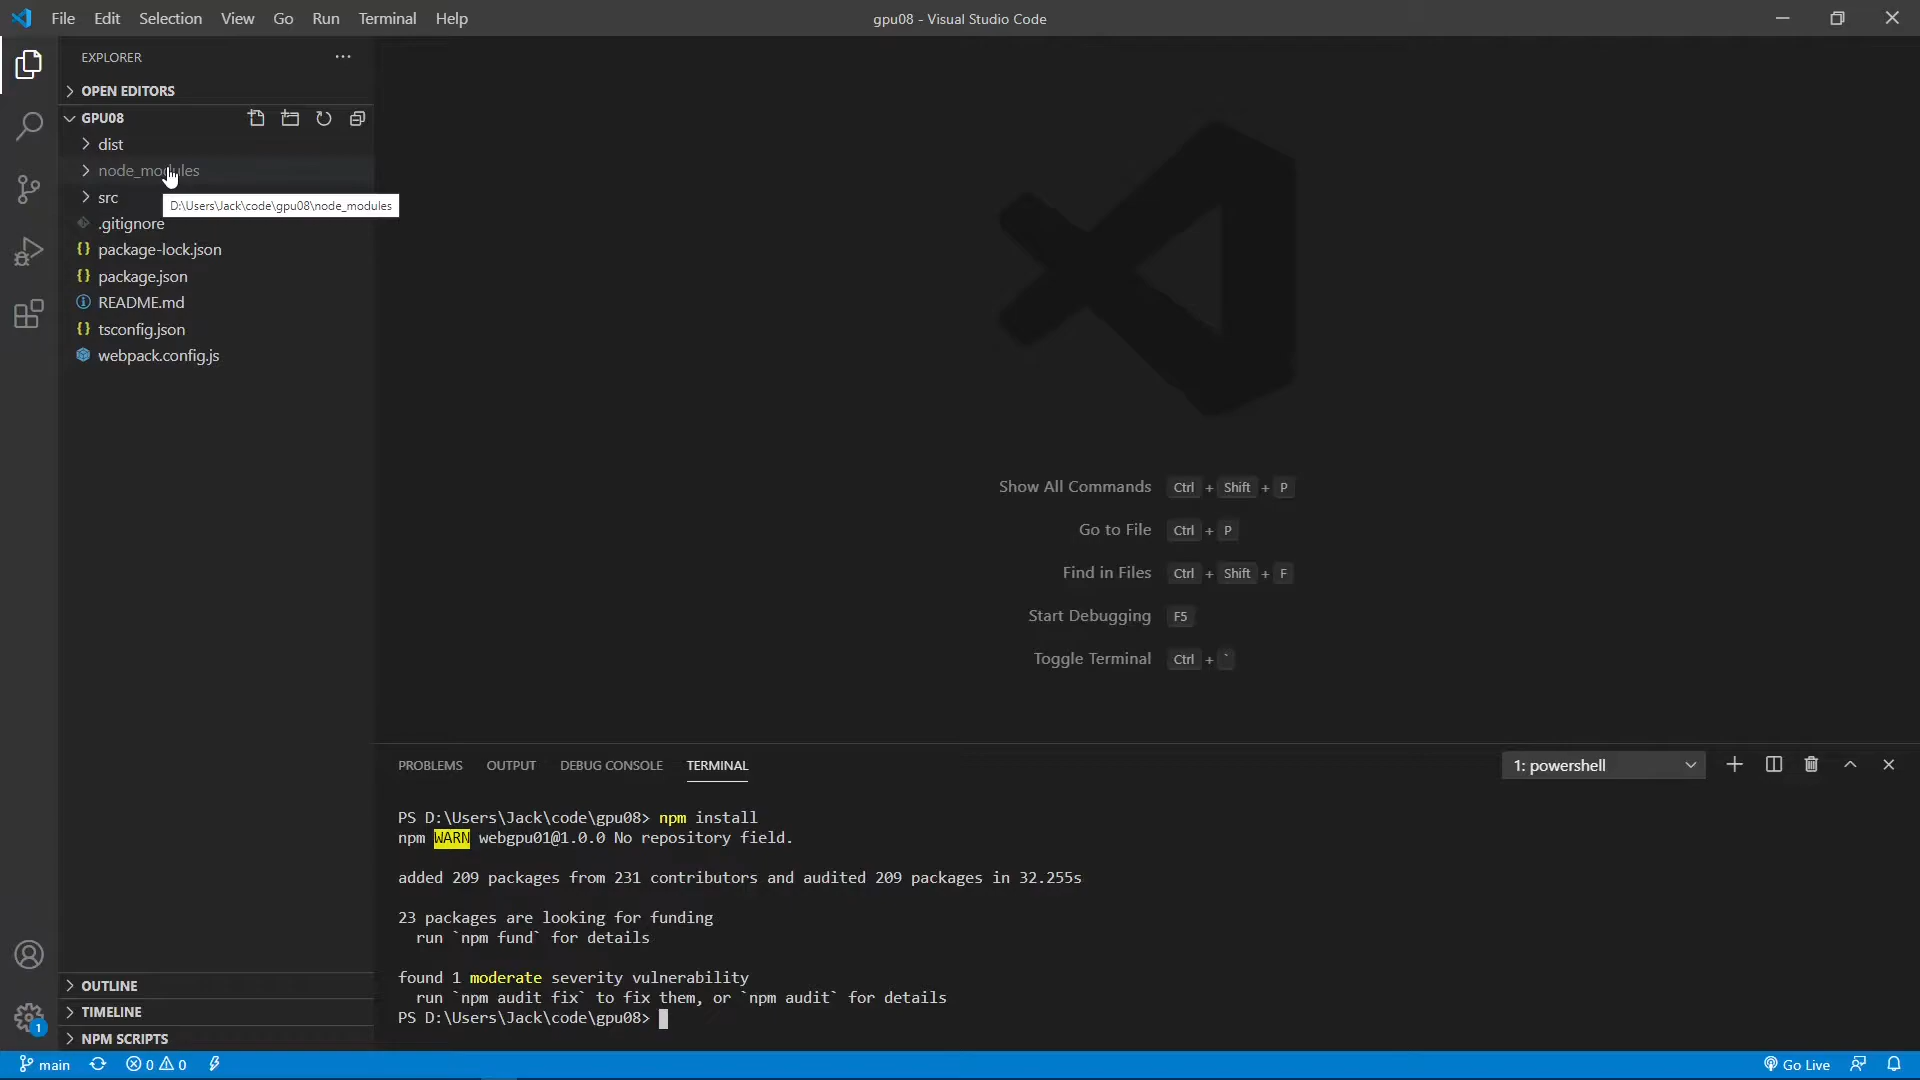 File Edit Selection View Go Run Terminal Help
gpu08 - Visual Studio Code
EXPLORER
OPEN EDITORS
GPU08
dist
node_modules
src
D:\Users\Jack\code\gpu08\node_modules
.gitignore
package-lock.json
package.json
README.md
tsconfig.json
webpack.config.js
Show All Commands Ctrl + Shift + P
Go to File Ctrl + P
Find in Files Ctrl + Shift + F
Start Debugging F5
Toggle Terminal Ctrl + `
PROBLEMS OUTPUT DEBUG CONSOLE TERMINAL
1: powershell
PS D:\Users\Jack\code\gpu08> npm install
npm WARN webgpu01@1.0.0 No repository field.
added 209 packages from 231 contributors and audited 209 packages in 32.255s
23 packages are looking for funding
run `npm fund` for details
found 1 moderate severity vulnerability
run `npm audit fix` to fix them, or `npm audit` for details
PS D:\Users\Jack\code\gpu08>
OUTLINE
TIMELINE
NPM SCRIPTS
1
main 0 0
Go Live